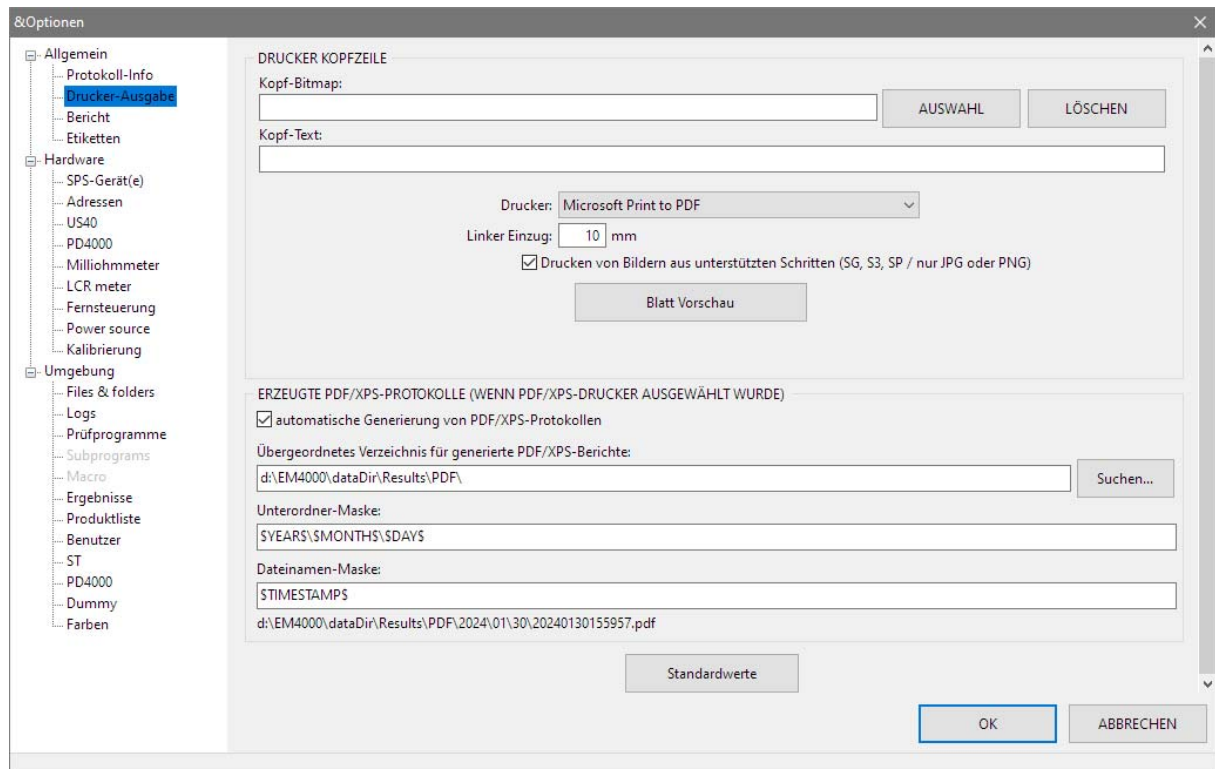 &Optionen
Allgemein
Protokoll-Info
Drucker-Ausgabe
Bericht
Etiketten
Hardware
SPS-Gerät(e)
Adressen
US40
PD4000
Milliohmmeter
LCR meter
Fernsteuerung
Power source
Kalibrierung
Umgebung
Files & folders
Logs
Prüfprogramme
Subprograms
Macro
Ergebnisse
Produktliste
Benutzer
ST
PD4000
Dummy
Farben
DRUCKER KOPFZEILE
Kopf-Bitmap:
AUSWAHL
LÖSCHEN
Kopf-Text:
Drucker: Microsoft Print to PDF
Linker Einzug: 10 mm
Drucken von Bildern aus unterstützten Schritten (SG, S3, SP / nur JPG oder PNG)
Blatt Vorschau
ERZEUGTE PDF/XPS-PROTOKOLLE (WENN PDF/XPS-DRUCKER AUSGEWÄHLT WURDE)
automatische Generierung von PDF/XPS-Protokollen
Übergeordnetes Verzeichnis für generierte PDF/XPS-Berichte:
d:\EM4000\dataDir\Results\PDF\
Suchen...
Unterordner-Maske:
$YEAR$\$MONTH$\$DAY$
Dateinamen-Maske:
$TIMESTAMP$
d:\EM4000\dataDir\Results\PDF\2024\01\30\20240130155957.pdf
Standardwerte
OK
ABBRECHEN